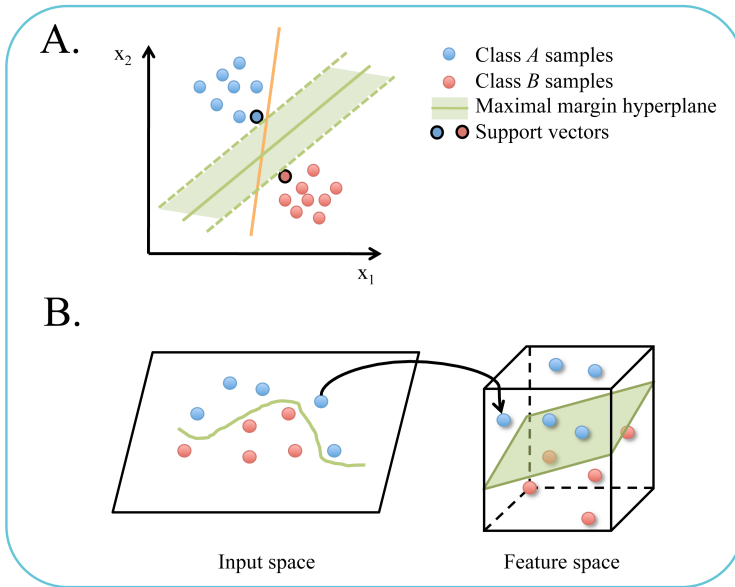 A.
x₂
Class A samples
Class B samples
Maximal margin hyperplane
Support vectors
x₁
B.
Input space
Feature space